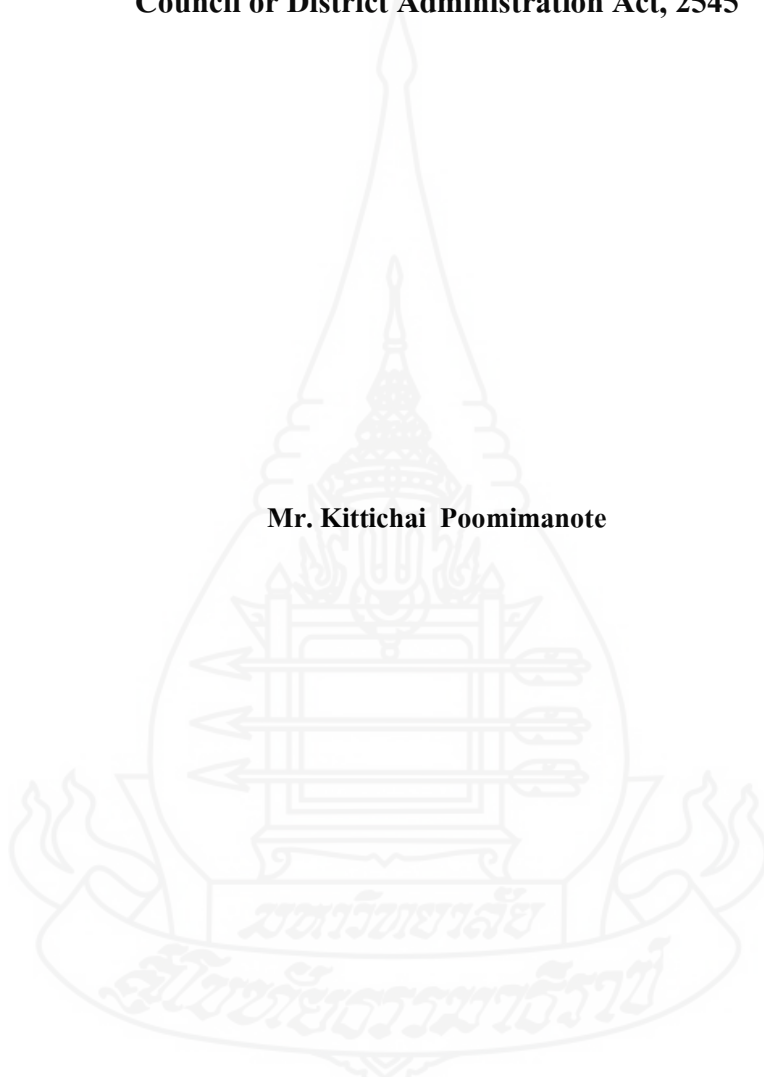 Council or District Administration Act, 2545
Mr. Kittichai Poomimanote
มหาวิทยาลัย
สุโขทัยธรรมาธิราช